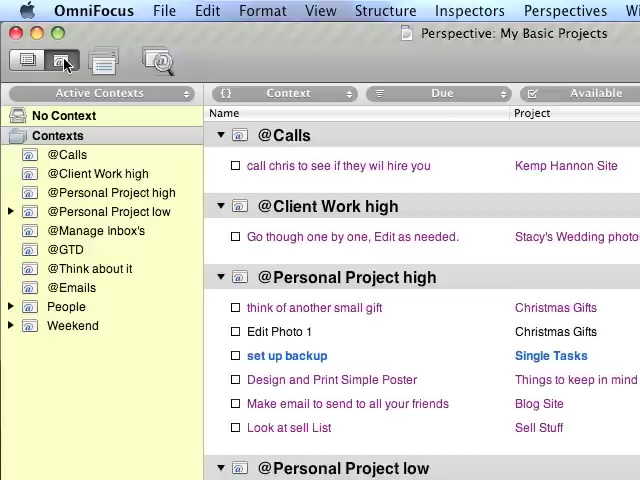 OmniFocus File Edit Format View Structure Inspectors Perspectives Wi
Perspective: My Basic Projects
Active Contexts
{} Context Due Available
No Context
Contexts
@Calls
@Client Work high
@Personal Project high
@Personal Project low
@Manage Inbox's
@GTD
@Think about it
@Emails
People
Weekend
Name Project
@Calls
call chris to see if they wil hire you Kemp Hannon Site
@Client Work high
Go though one by one, Edit as needed. Stacy's Wedding photo
@Personal Project high
think of another small gift Christmas Gifts
Edit Photo 1 Christmas Gifts
set up backup Single Tasks
Design and Print Simple Poster Things to keep in mind
Make email to send to all your friends Blog Site
Look at sell List Sell Stuff
@Personal Project low